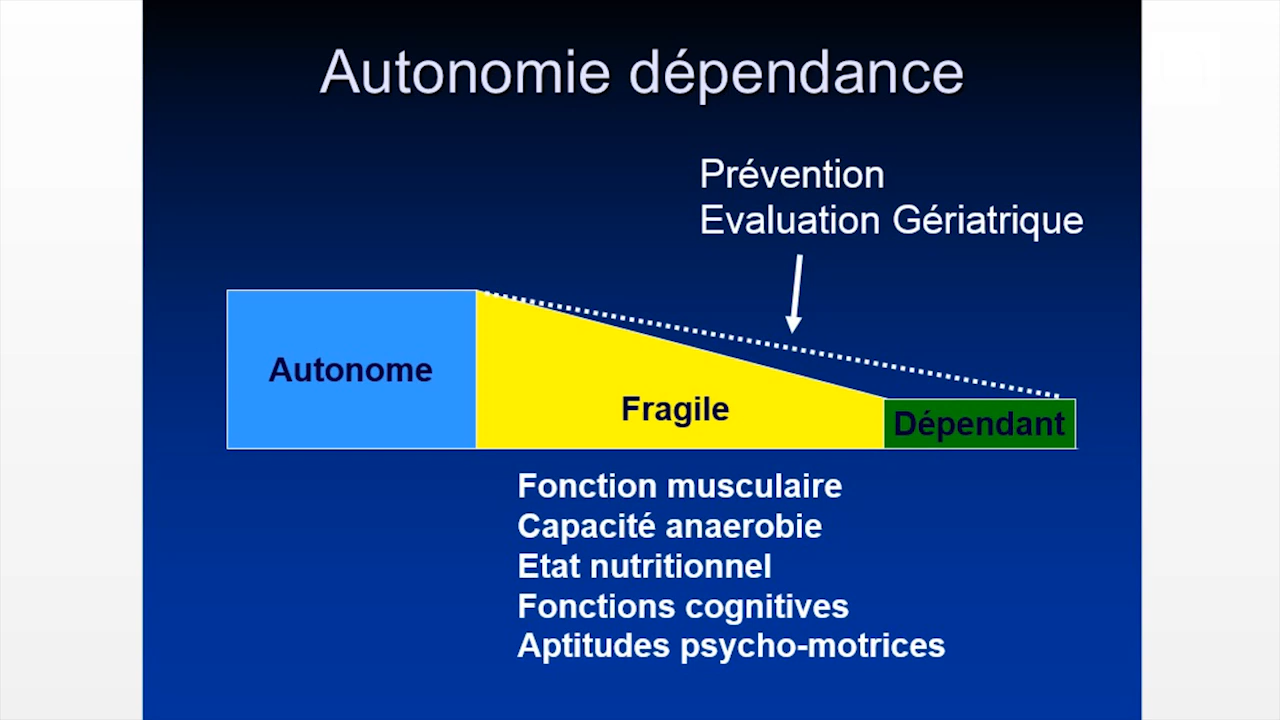 Autonomie dépendance
Prévention
Evaluation Gériatrique
Autonome
Fragile
Dépendant
Fonction musculaire
Capacité anaerobie
Etat nutritionnel
Fonctions cognitives
Aptitudes psycho-motrices